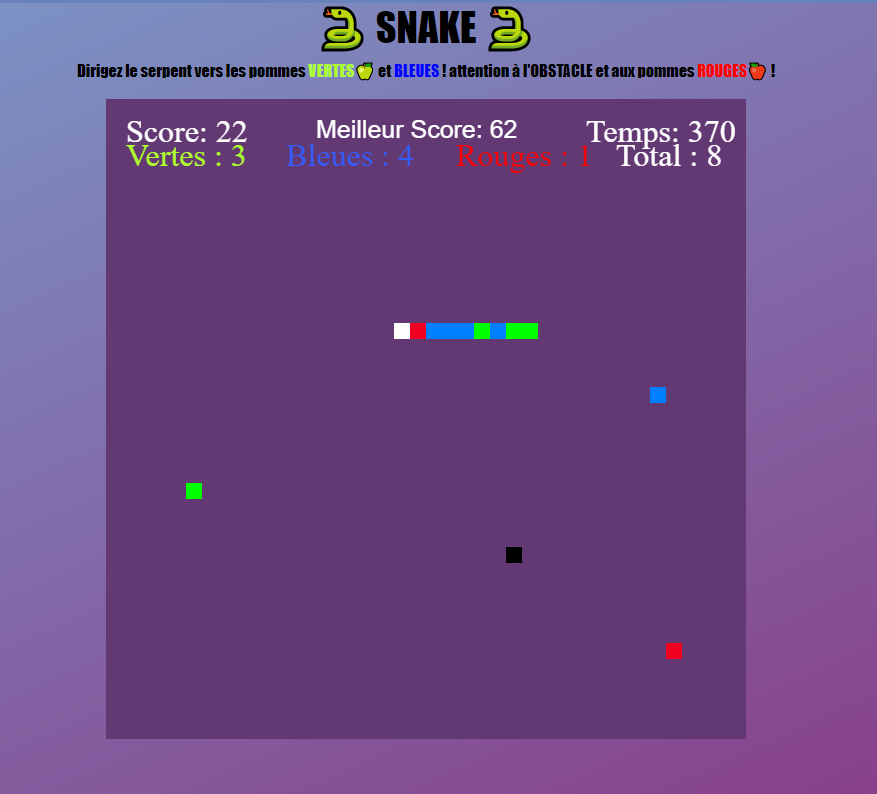 SNAKE
Dirigez le serpent vers les pommes VERTES et BLEUES ! attention à l'OBSTACLE et aux pommes ROUGES !
Score: 22 Meilleur Score: 62 Temps: 370
Vertes : 3 Bleues : 4 Rouges : 1 Total : 8